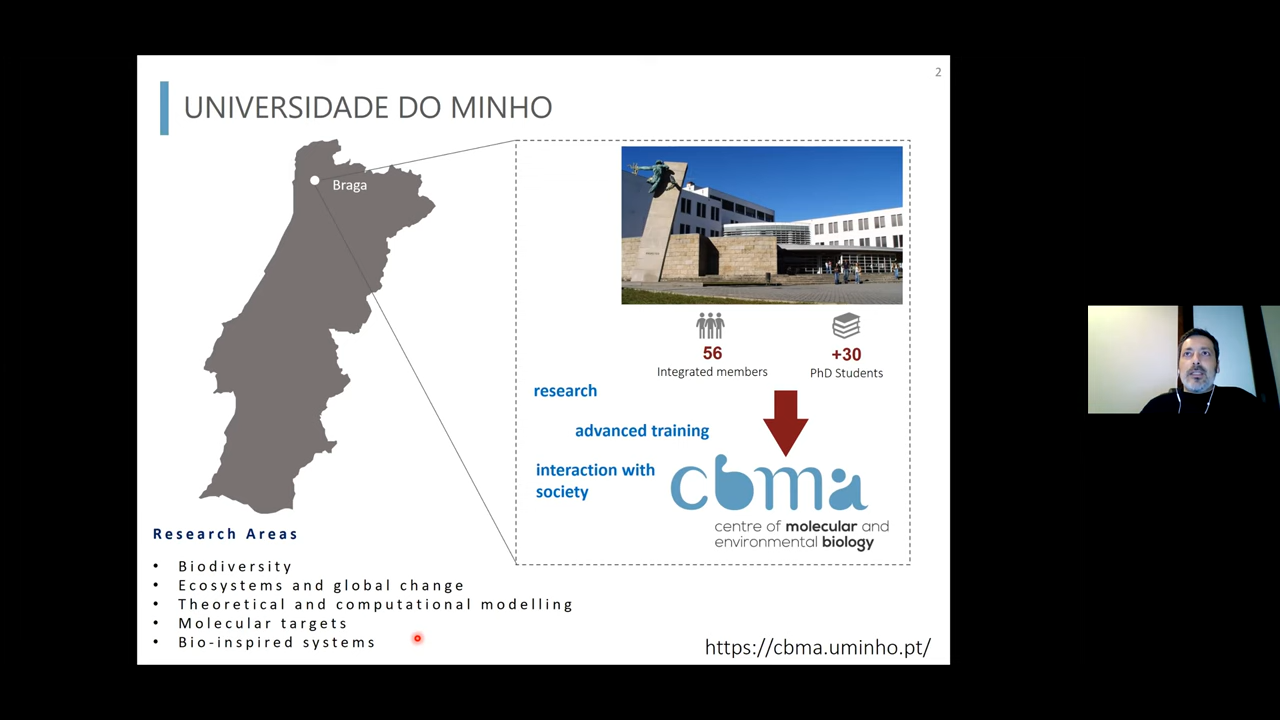 2
UNIVERSIDADE DO MINHO
Braga
56
Integrated members
+30
PhD Students
research
advanced training
interaction with
society
cbma
centre of molecular and
environmental biology
Research Areas
• Biodiversity
• Ecosystems and global change
• Theoretical and computational modelling
• Molecular targets
• Bio-inspired systems
https://cbma.uminho.pt/